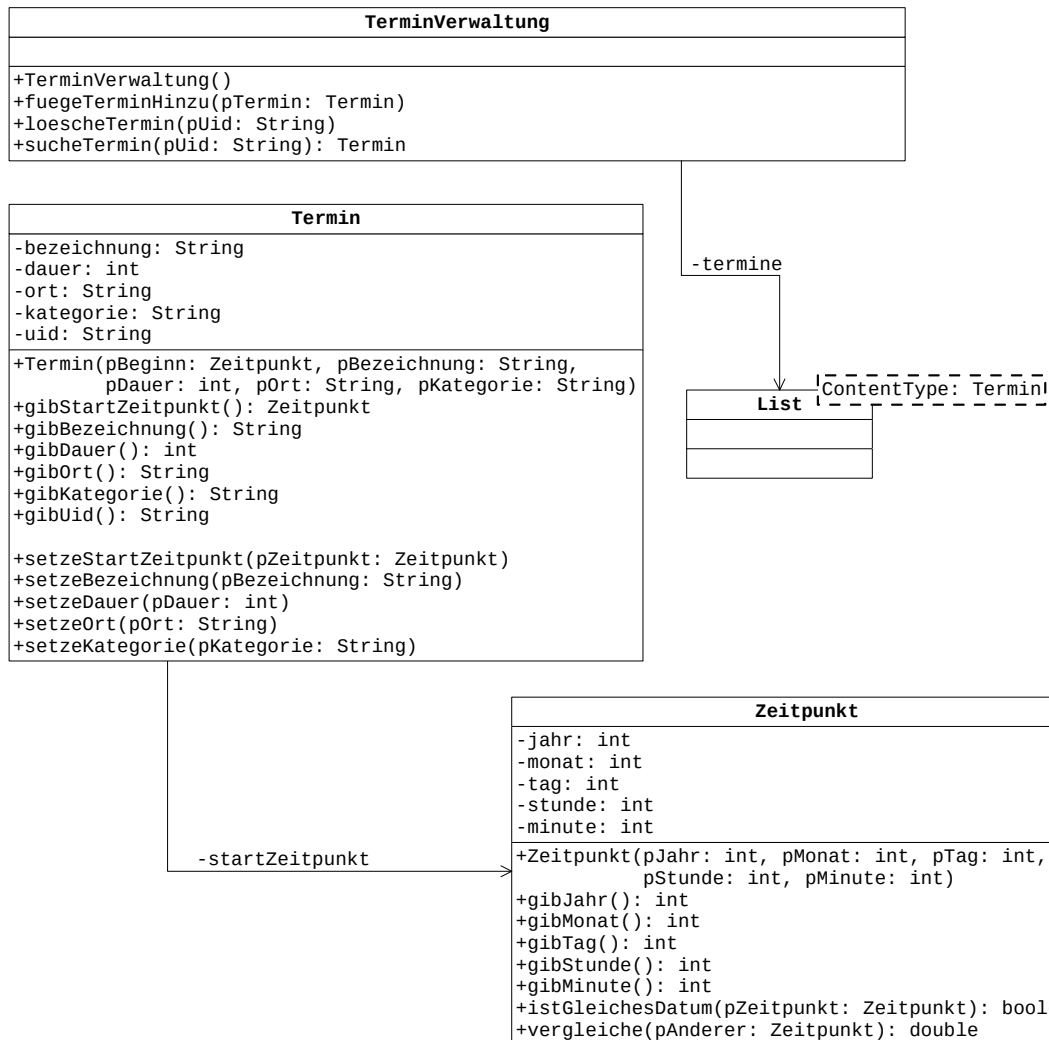 TerminVerwaltung
+TerminVerwaltung()
+fuegeTerminHinzu(pTermin: Termin)
+loescheTermin(pUid: String)
+sucheTermin(pUid: String): Termin
Termin
-bezeichnung: String
-dauer: int
-ort: String
-kategorie: String
-uid: String
+Termin(pBeginn: Zeitpunkt, pBezeichnung: String,
pDauer: int, pOrt: String, pKategorie: String)
+gibStartZeitpunkt(): Zeitpunkt
+gibBezeichnung(): String
+gibDauer(): int
+gibOrt(): String
+gibKategorie(): String
+gibUid(): String
+setzeStartZeitpunkt(pZeitpunkt: Zeitpunkt)
+setzeBezeichnung(pBezeichnung: String)
+setzeDauer(pDauer: int)
+setzeOrt(pOrt: String)
+setzeKategorie(pKategorie: String)
-termine
ContentType: Termin
List
-startZeitpunkt
Zeitpunkt
-jahr: int
-monat: int
-tag: int
-stunde: int
-minute: int
+Zeitpunkt(pJahr: int, pMonat: int, pTag: int,
pStunde: int, pMinute: int)
+gibJahr(): int
+gibMonat(): int
+gibTag(): int
+gibStunde(): int
+gibMinute(): int
+istGleichesDatum(pZeitpunkt: Zeitpunkt): bool
+vergleiche(pAnderer: Zeitpunkt): double